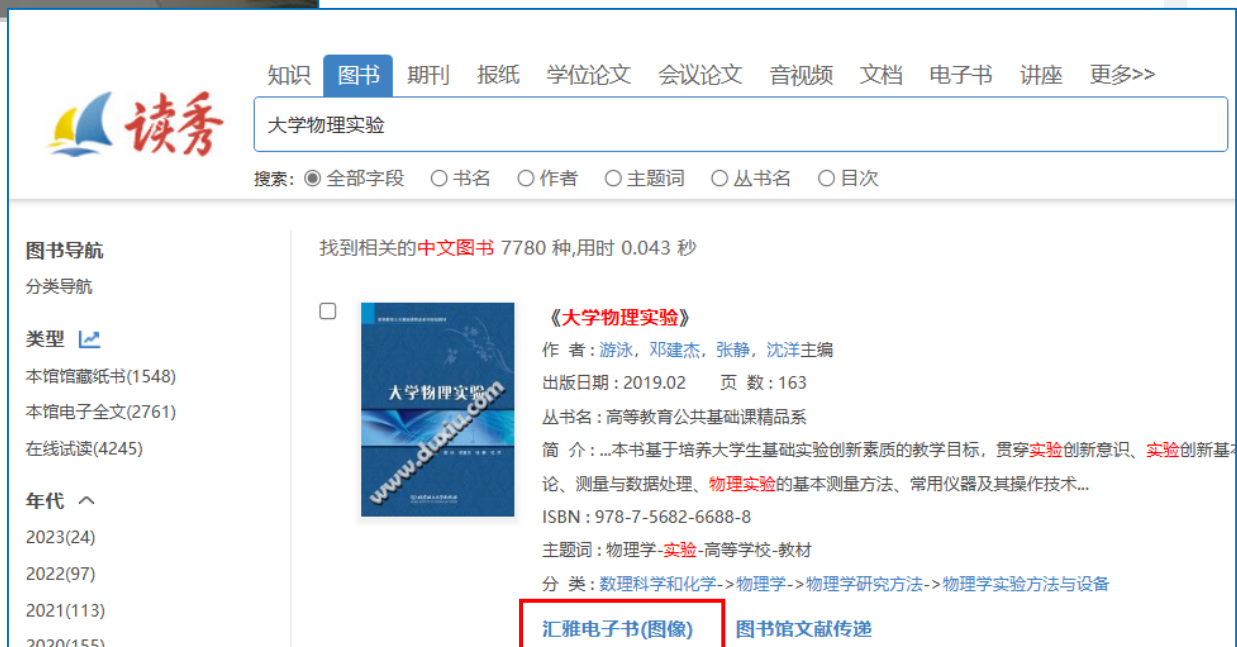 知识 图书 期刊 报纸 学位论文 会议论文 音视频 文档 电子书 讲座 更多>>
读秀
大学物理实验
搜索: 全部字段 书名 作者 主题词 丛书名 目次
图书导航
分类导航
类型
本馆馆藏纸书(1548)
本馆电子全文(2761)
在线试读(4245)
年代
2023(24)
2022(97)
2021(113)
2020(155)
找到相关的中文图书 7780 种,用时 0.043 秒
大学物理实验
www.duxiu.com
《大学物理实验》
作 者 : 游泳, 邓建杰, 张静, 沈洋主编
出版日期 : 2019.02 页 数 : 163
丛书名 : 高等教育公共基础课精品系
简 介 : ...本书基于培养大学生基础实验创新素质的教学目标，贯穿实验创新意识、实验创新基本
论、测量与数据处理、物理实验的基本测量方法、常用仪器及其操作技术...
ISBN : 978-7-5682-6688-8
主题词 : 物理学-实验-高等学校-教材
分 类 : 数理科学和化学->物理学->物理学研究方法->物理学实验方法与设备
汇雅电子书(图像) 图书馆文献传递